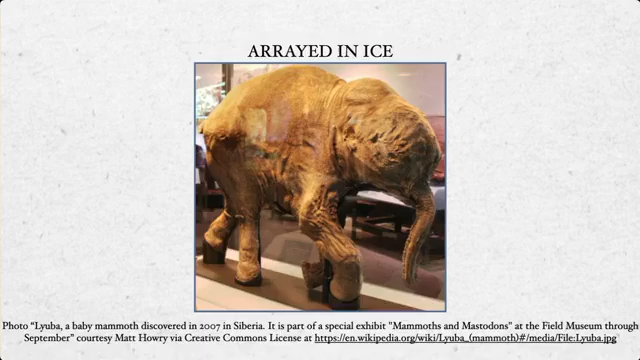 ARRAYED IN ICE
Photo “Lyuba, a baby mammoth discovered in 2007 in Siberia. It is part of a special exhibit "Mammoths and Mastodons" at the Field Museum through
September” courtesy Matt Howry via Creative Commons License at https://en.wikipedia.org/wiki/Lyuba_(mammoth)#/media/File:Lyuba.jpg